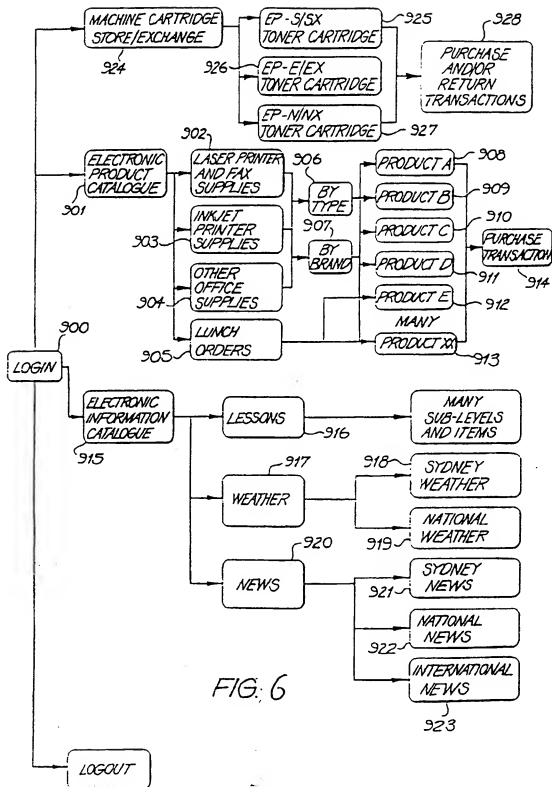 MACHINE CARTRIDGE
STORE/EXCHANGE
924
EP-S/SX
TONER CARTRIDGE
925
926
EP-E/EX
TONER CARTRIDGE
EP-N/NX
TONER CARTRIDGE
927
928
PURCHASE
AND/OR
RETURN
TRANSACTIONS
ELECTRONIC
PRODUCT
CATALOGUE
901
902
LASER PRINTER
AND FAX
SUPPLIES
INKJET
PRINTER
SUPPLIES
903
OTHER
OFFICE
SUPPLIES
904
LUNCH
ORDERS
905
906
BY
TYPE
907
BY
BRAND
PRODUCT A
908
PRODUCT B
909
PRODUCT C
910
PRODUCT D
911
PRODUCT E
912
MANY
PRODUCT XX
913
PURCHASE
TRANSACTION
914
900
LOGIN
ELECTRONIC
INFORMATION
CATALOGUE
915
LESSONS
916
MANY
SUB-LEVELS
AND ITEMS
917
WEATHER
918
SYDNEY
WEATHER
NATIONAL
WEATHER
919
920
NEWS
SYDNEY
NEWS
921
NATIONAL
NEWS
922
INTERNATIONAL
NEWS
923
FIG. 6
LOGOUT